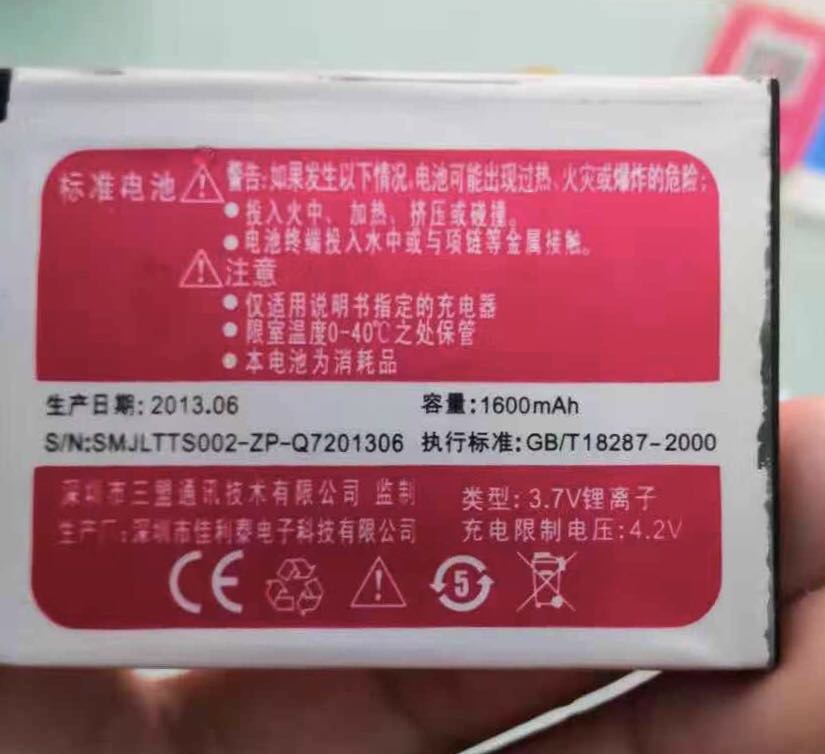 标准电池 警告:如果发生以下情况,电池可能出现过热、火灾或爆炸的危险;
●投入火中、加热、挤压或碰撞。
●电池终端投入水中或与项链等金属接触。
注意
●仅适用说明书指定的充电器
●限室温度0-40℃之处保管
●本电池为消耗品
生产日期:2013.06 容量:1600mAh
S/N:SMJLTTS002-ZP-Q7201306 执行标准:GB/T18287-2000
深圳市三盟通讯技术有限公司 监制 类型:3.7V锂离子
生产厂:深圳市佳利泰电子科技有限公司 充电限制电压:4.2V
CE 5